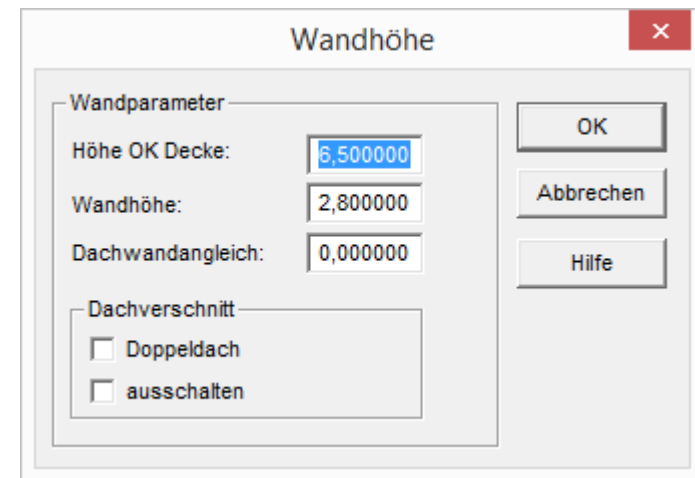 Wandhöhe
Wandparameter
Höhe OK Decke: 6,500000
Wandhöhe: 2,800000
Dachwandangleich: 0,000000
Dachverschnitt
Doppeldach
ausschalten
OK
Abbrechen
Hilfe